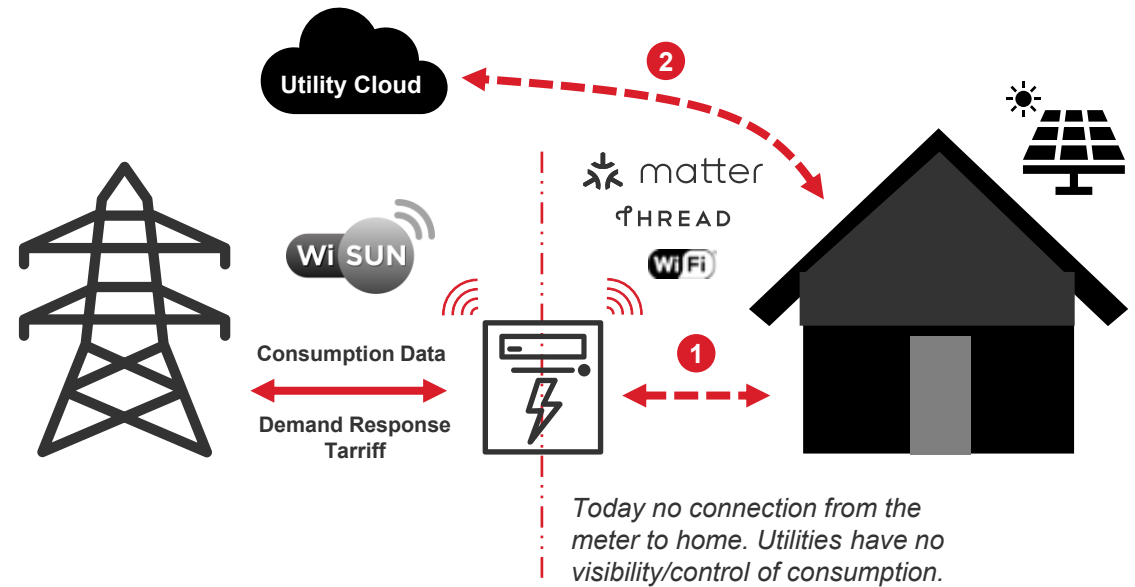 Utility Cloud
2
matter
THREAD
WiFi
Wi SUN
Consumption Data
1
Demand Response
Tarriff
Today no connection from the
meter to home. Utilities have no
visibility/control of consumption.